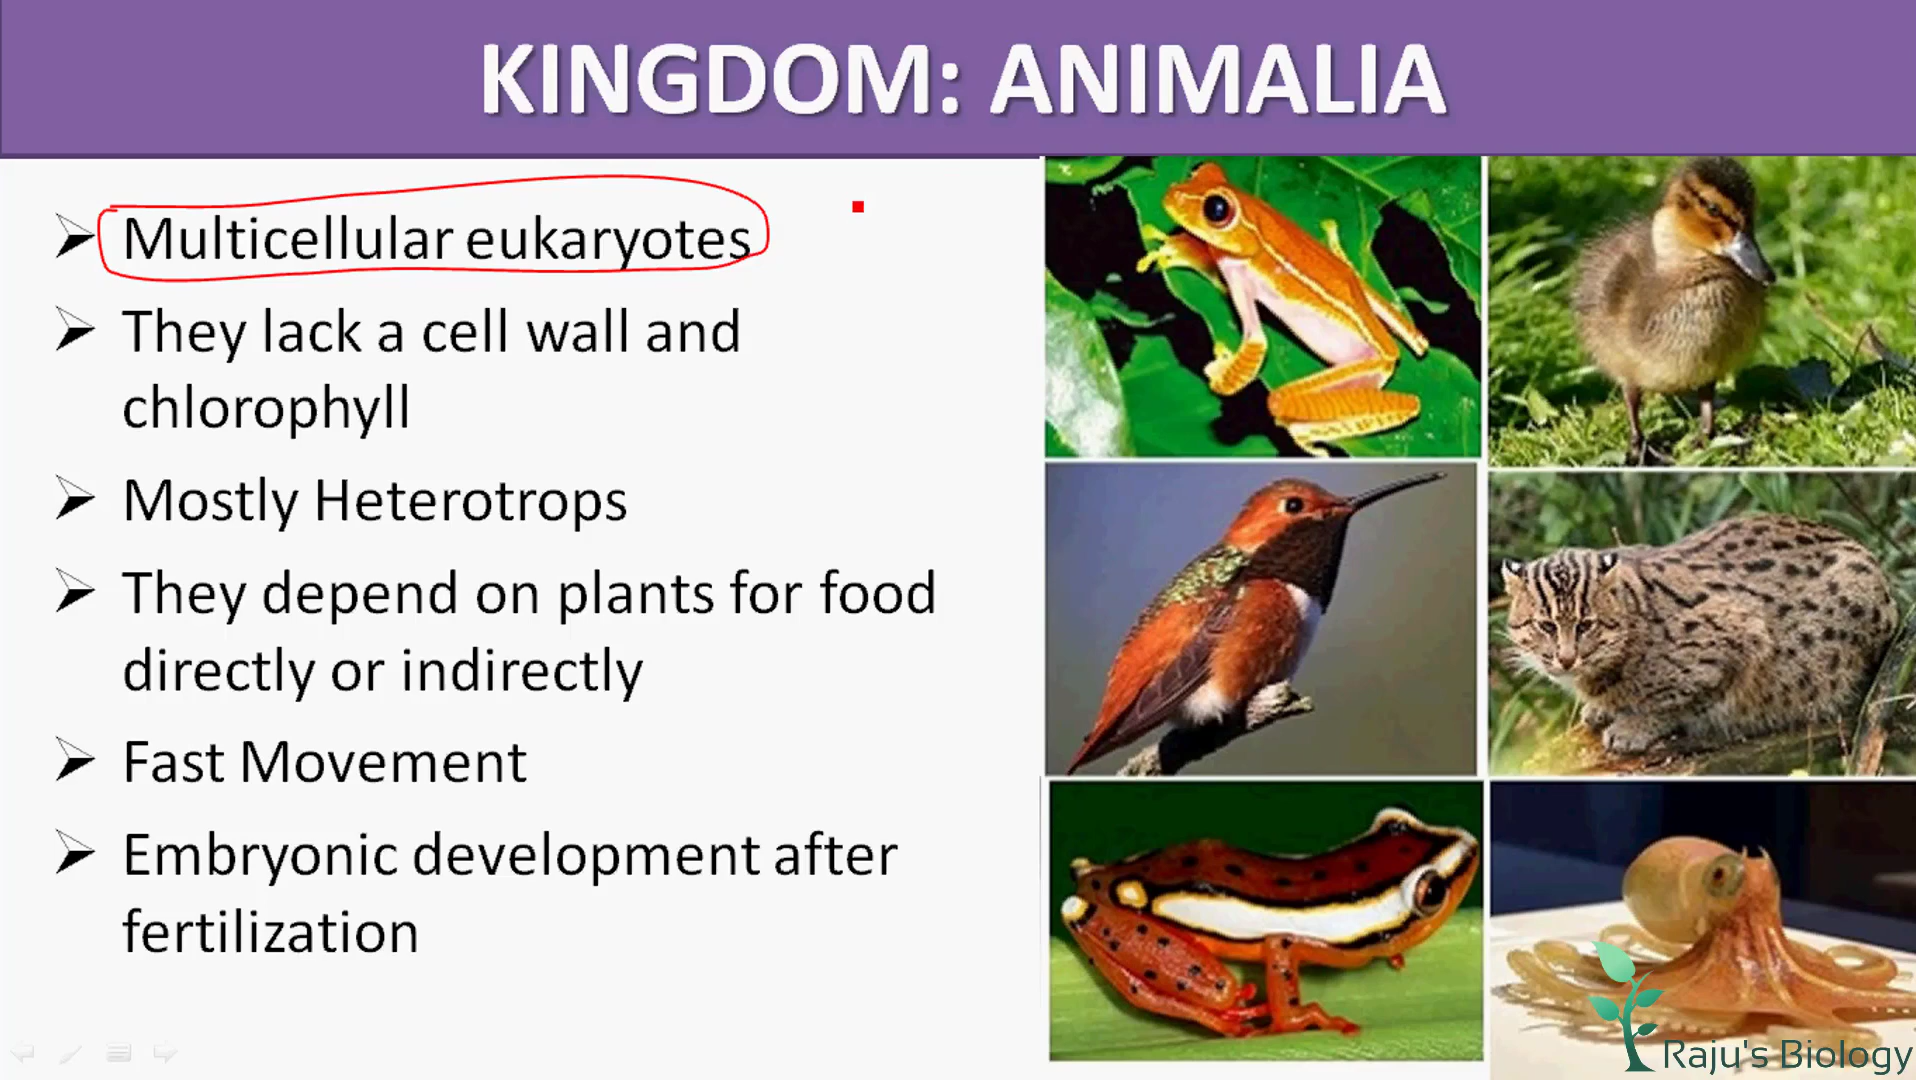 KINGDOM: ANIMALIA
Multicellular eukaryotes
They lack a cell wall and
chlorophyll
Mostly Heterotrops
They depend on plants for food
directly or indirectly
Fast Movement
Embryonic development after
fertilization
Raju's Biology